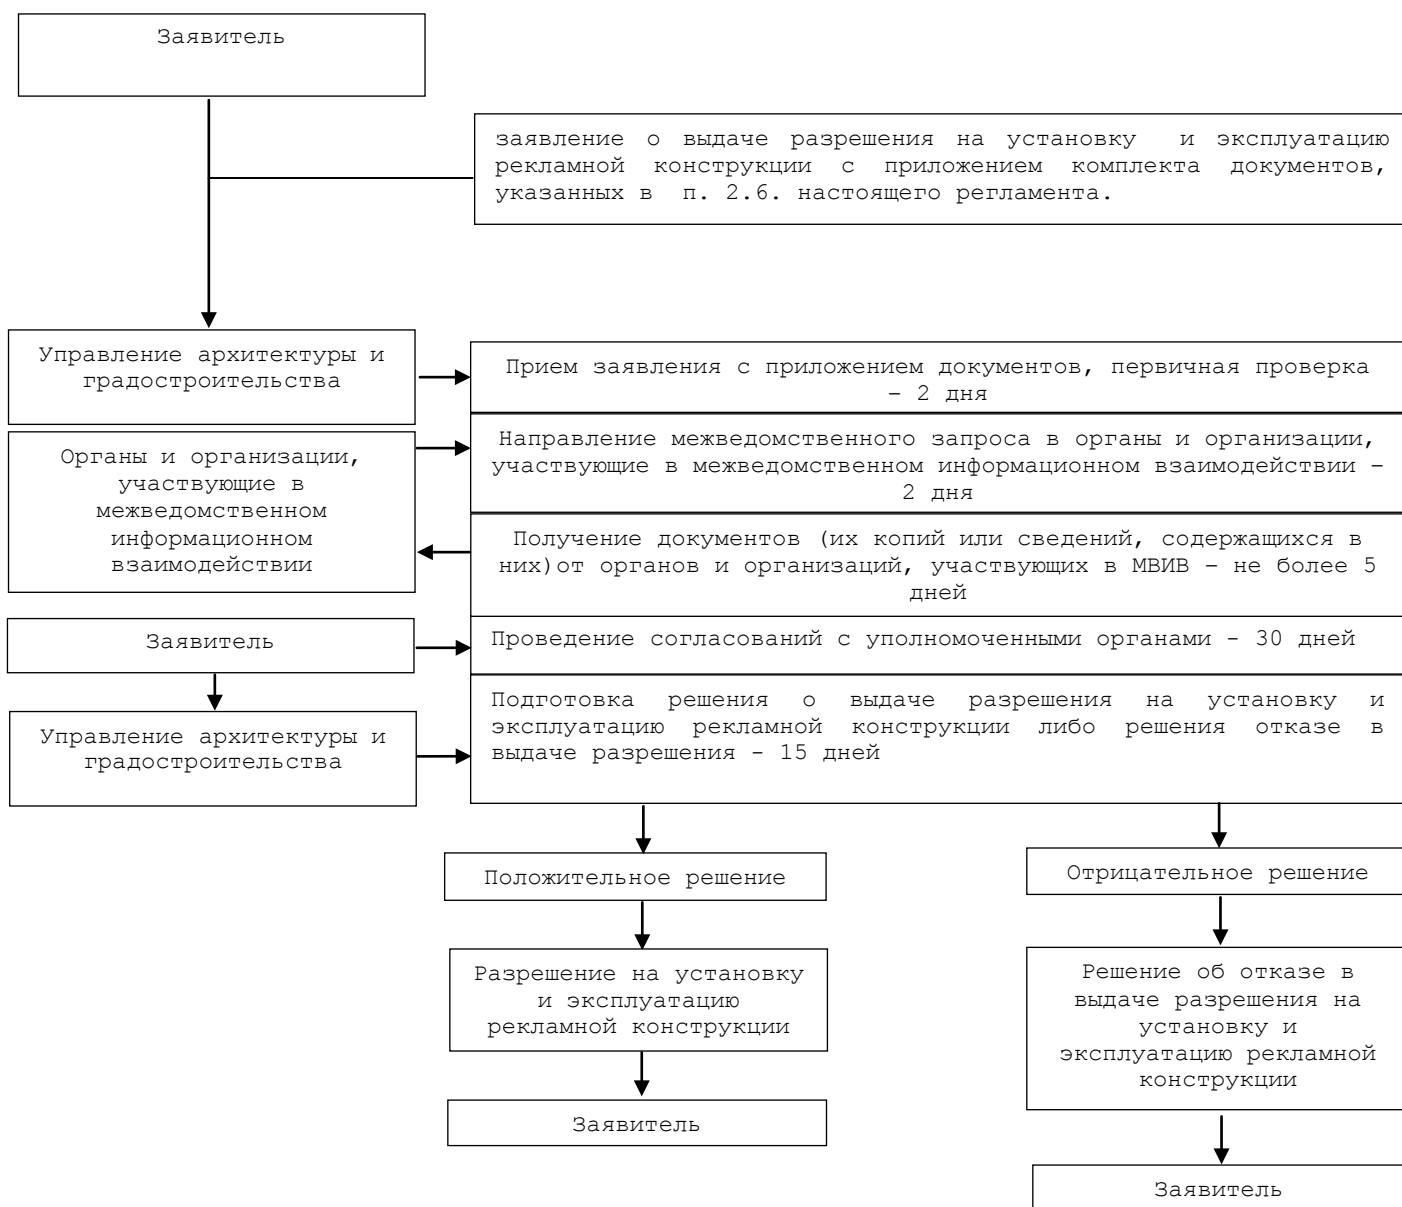 Заявитель
заявление о выдаче разрешения на установку и эксплуатацию
рекламной конструкции с приложением комплекта документов,
указанных в п. 2.6. настоящего регламента.
Управление архитектуры и
градостроительства
Прием заявления с приложением документов, первичная проверка
– 2 дня
Органы и организации,
участвующие в
межведомственном
информационном
взаимодействии
Направление межведомственного запроса в органы и организации,
участвующие в межведомственном информационном взаимодействии –
2 дня
Получение документов (их копий или сведений, содержащихся в
них)от органов и организаций, участвующих в МВИВ – не более 5
дней
Заявитель
Проведение согласований с уполномоченными органами - 30 дней
Управление архитектуры и
градостроительства
Подготовка решения о выдаче разрешения на установку и
эксплуатацию рекламной конструкции либо решения отказе в
выдаче разрешения - 15 дней
Положительное решение
Отрицательное решение
Разрешение на установку
и эксплуатацию
рекламной конструкции
Решение об отказе в
выдаче разрешения на
установку и
эксплуатацию рекламной
конструкции
Заявитель
Заявитель